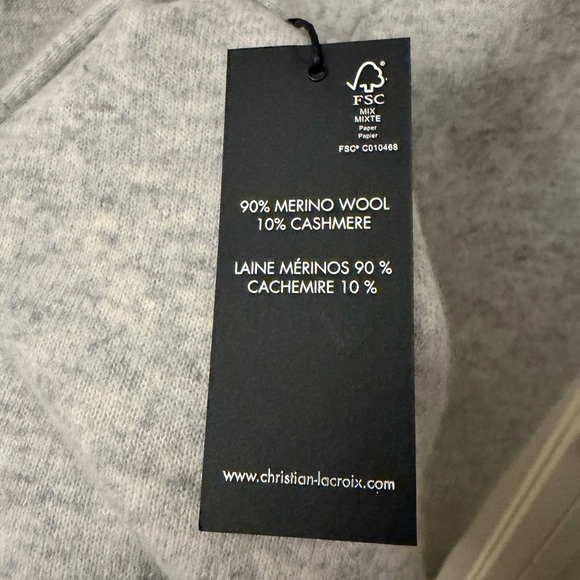 FSC
MIX
MIXTE
Paper
Papier
FSC® C010468
90% MERINO WOOL
10% CASHMERE
LAINE MÉRINOS 90 %
CACHEMIRE 10 %
www.christian-lacroix.com